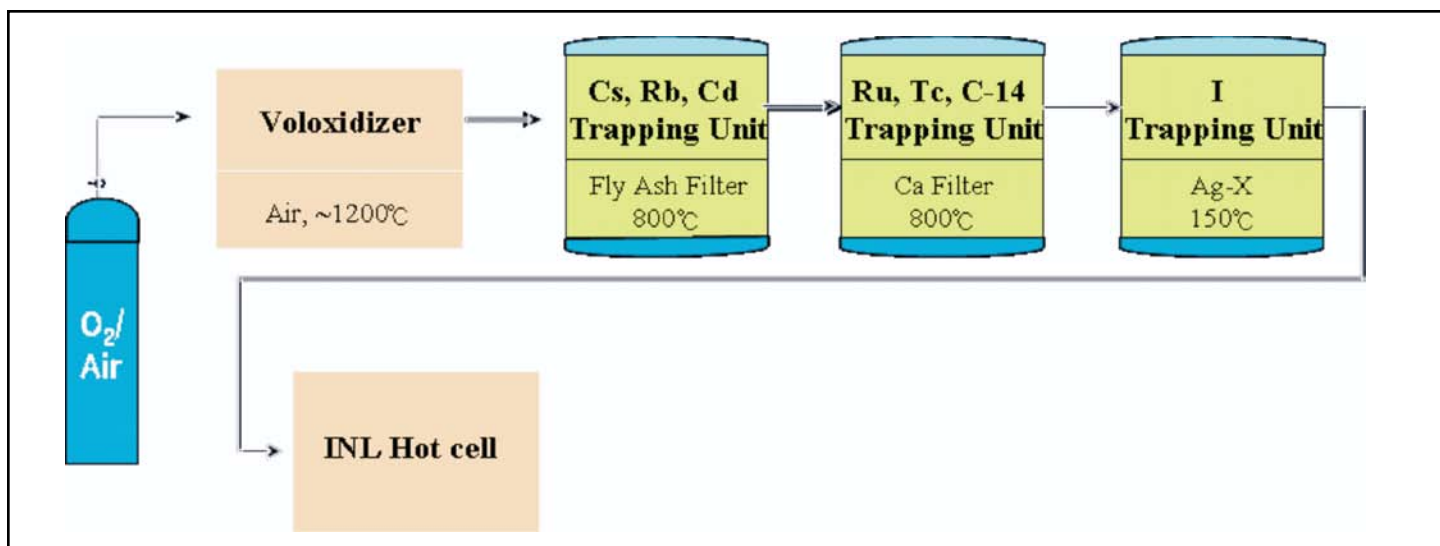 Voloxidizer
Air, ~1200℃
Cs, Rb, Cd
Trapping Unit
Fly Ash Filter
800℃
Ru, Tc, C-14
Trapping Unit
Ca Filter
800℃
I
Trapping Unit
Ag-X
150℃
O₂/
Air
INL Hot cell